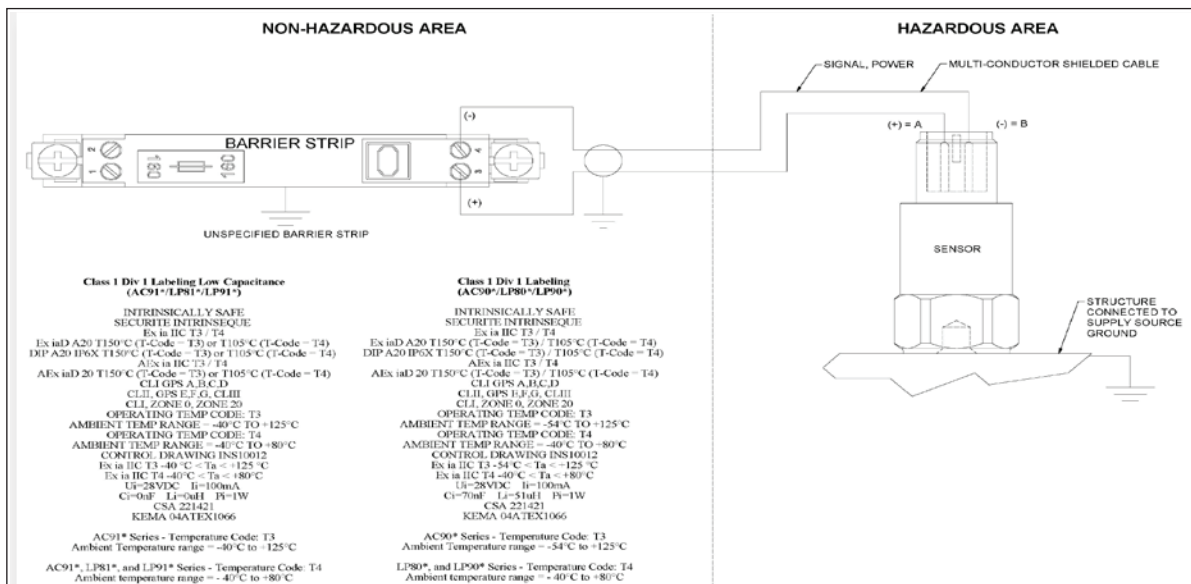 NON-HAZARDOUS AREA
HAZARDOUS AREA
SIGNAL, POWER
MULTI-CONDUCTOR SHIELDED CABLE
(-)
(+) = A
(-) = B
BARRIER STRIP
2
1
4
3
(+)
UNSPECIFIED BARRIER STRIP
SENSOR
STRUCTURE
CONNECTED TO
SUPPLY SOURCE
GROUND
Class 1 Div 1 Labeling Low Capacitance
(AC91*/LP81*/LP91*)
INTRINSICALLY SAFE
SECURITE INTRINSEQUE
Ex ia IIC T3 / T4
Ex iaD A20 T150°C (T-Code = T3) or T105°C (T-Code = T4)
DIP A20 IP6X T150°C (T-Code = T3) or T105°C (T-Code = T4)
AEx ia IIC T3 / T4
AEx iaD 20 T150°C (T-Code = T3) or T105°C (T-Code = T4)
CLI GPS A,B,C,D
CLII, GPS E,F,G, CLIII
CLI, ZONE 0, ZONE 20
OPERATING TEMP CODE: T3
AMBIENT TEMP RANGE = -40°C TO +125°C
OPERATING TEMP CODE: T4
AMBIENT TEMP RANGE = -40°C TO +80°C
CONTROL DRAWING INS10012
Ex ia IIC T3 -40 °C < Ta < +125 °C
Ex ia IIC T4 -40°C < Ta < +80°C
Ui=28VDC Ii=100mA
Ci=0nF Li=0uH Pi=1W
CSA 221421
KEMA 04ATEX1066
AC91* Series - Temperature Code: T3
Ambient Temperature range = -40°C to +125°C
AC91*, LP81*, and LP91* Series - Temperature Code: T4
Ambient temperature range = - 40°C to +80°C
Class 1 Div 1 Labeling
(AC90*/LP80*/LP90*)
INTRINSICALLY SAFE
SECURITE INTRINSEQUE
Ex ia IIC T3 / T4
Ex iaD A20 T150°C (T-Code = T3) / T105°C (T-Code = T4)
DIP A20 IP6X T150°C (T-Code = T3) / T105°C (T-Code = T4)
AEx ia IIC T3 / T4
AEx iaD 20 T150°C (T-Code = T3) / T105°C (T-Code = T4)
CLI GPS A,B,C,D
CLII, GPS E,F,G, CLIII
CLI, ZONE 0, ZONE 20
OPERATING TEMP CODE: T3
AMBIENT TEMP RANGE = -54°C TO +125°C
OPERATING TEMP CODE: T4
AMBIENT TEMP RANGE = -40°C TO +80°C
CONTROL DRAWING INS10012
Ex ia IIC T3 -54°C < Ta < +125 °C
Ex ia IIC T4 -40°C < Ta < +80°C
Ui=28VDC Ii=100mA
Ci=70nF Li=51uH Pi=1W
CSA 221421
KEMA 04ATEX1066
AC90* Series - Temperature Code: T3
Ambient Temperature range = -54°C to +125°C
LP80*, and LP90* Series - Temperature Code: T4
Ambient temperature range = - 40°C to +80°C